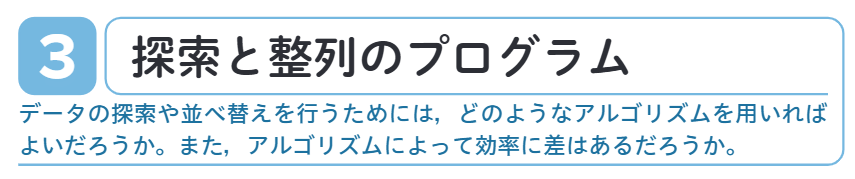 3 探索と整列のプログラム
データの探索や並べ替えを行うためには，どのようなアルゴリズムを用いれば
よいだろうか。また，アルゴリズムによって効率に差はあるだろうか。